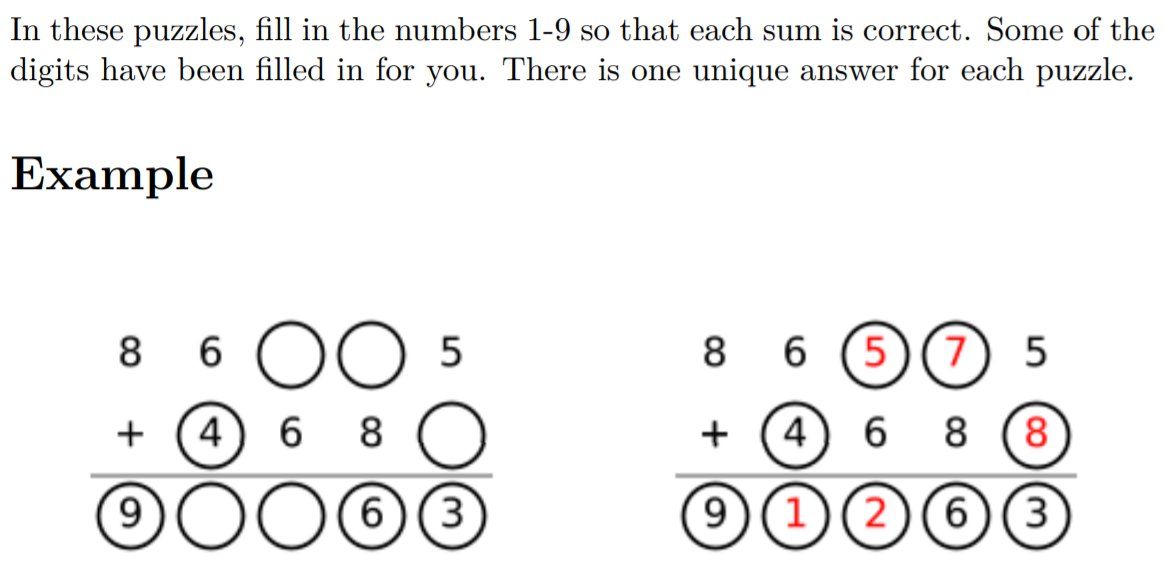 In these puzzles, fill in the numbers 1-9 so that each sum is correct. Some of the
digits have been filled in for you. There is one unique answer for each puzzle.
Example
8 6 5
+ 4 6 8
9 6 3
8 6 5 7 5
+ 4 6 8 8
9 1 2 6 3